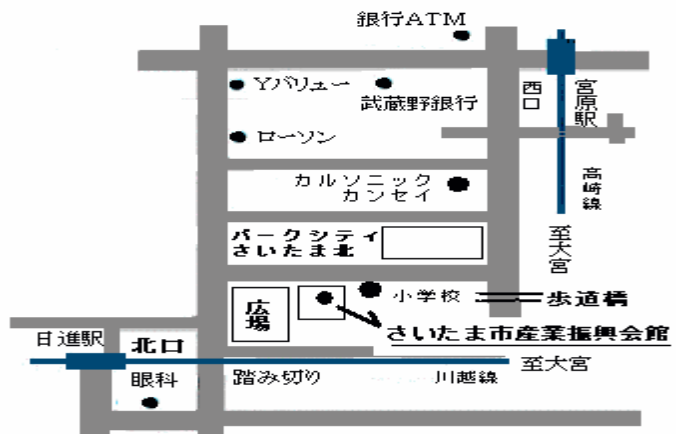 銀行ATM
Yバリュー
武蔵野銀行
西口
宮原駅
ローソン
カルソニック
カンセイ
高崎線
パークシティ
さいたま北
至大宮
広場
小学校
歩道橋
さいたま市産業振興会館
日進駅
北口
至大宮
眼科
踏み切り
川越線